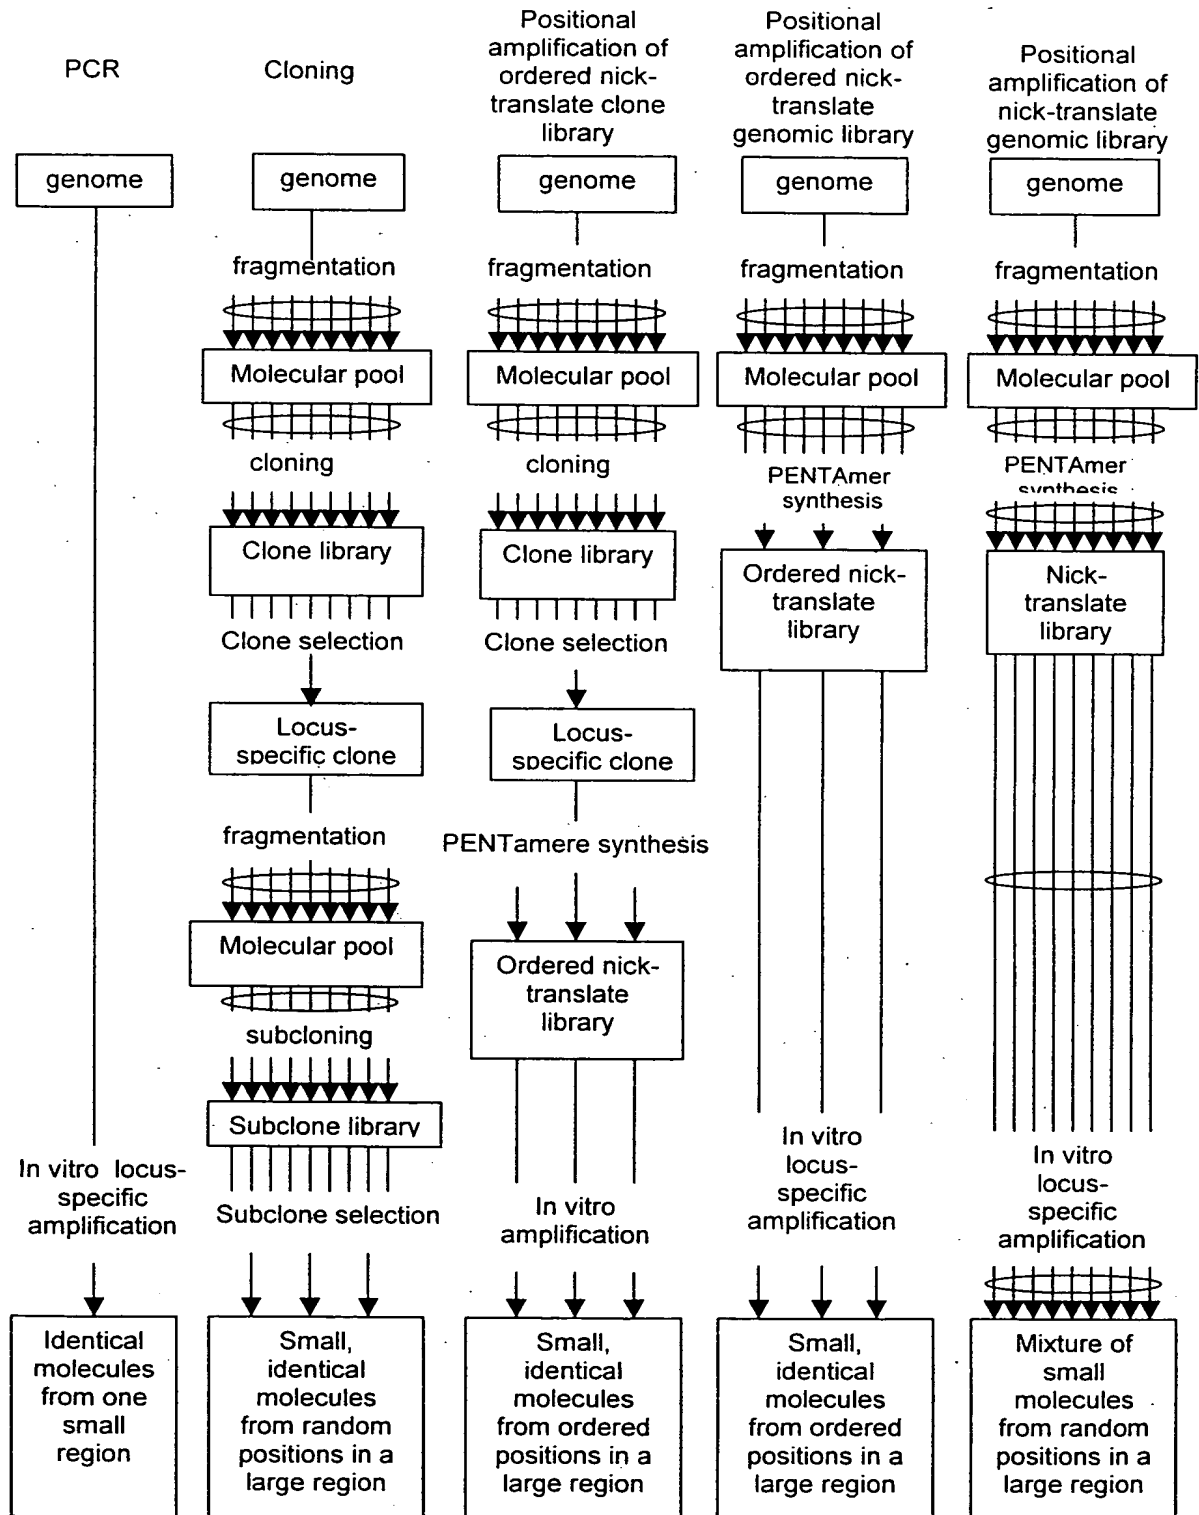 PCR
genome
In vitro locus-
specific
amplification
Identical
molecules
from one
small
region
Cloning
genome
fragmentation
Molecular pool
cloning
Clone library
Clone selection
Locus-
specific clone
fragmentation
Molecular pool
subcloning
Subclone library
Subclone selection
Small,
identical
molecules
from random
positions in a
large region
Positional
amplification of
ordered nick-
translate clone
library
genome
fragmentation
Molecular pool
cloning
Clone library
Clone selection
Locus-
specific clone
PENTamere synthesis
Ordered nick-
translate
library
In vitro
amplification
Small,
identical
molecules
from ordered
positions in a
large region
Positional
amplification of
ordered nick-
translate
genomic library
genome
fragmentation
Molecular pool
PENTAmer
synthesis
Ordered nick-
translate
library
In vitro
locus-
specific
amplification
Small,
identical
molecules
from ordered
positions in a
large region
Positional
amplification of
nick-translate
genomic library
genome
fragmentation
Molecular pool
PENTAmer
synthesis
Nick-
translate
library
In vitro
locus-
specific
amplification
Mixture of
small
molecules
from random
positions in a
large region